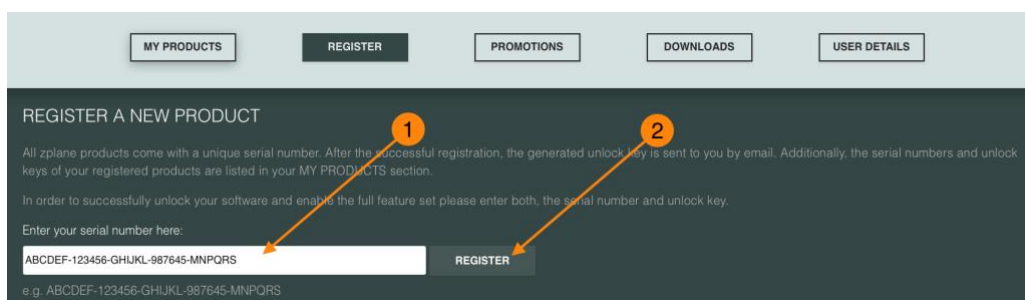 MY PRODUCTS
REGISTER
PROMOTIONS
DOWNLOADS
USER DETAILS
REGISTER A NEW PRODUCT
1
2
All zplane products come with a unique serial number. After the successful registration, the generated unlock key is sent to you by email. Additionally, the serial numbers and unlock
keys of your registered products are listed in your MY PRODUCTS section.
In order to successfully unlock your software and enable the full feature set please enter both, the serial number and unlock key.
Enter your serial number here:
ABCDEF-123456-GHIJKL-987645-MNPQRS
REGISTER
e.g. ABCDEF-123456-GHIJKL-987645-MNPQRS